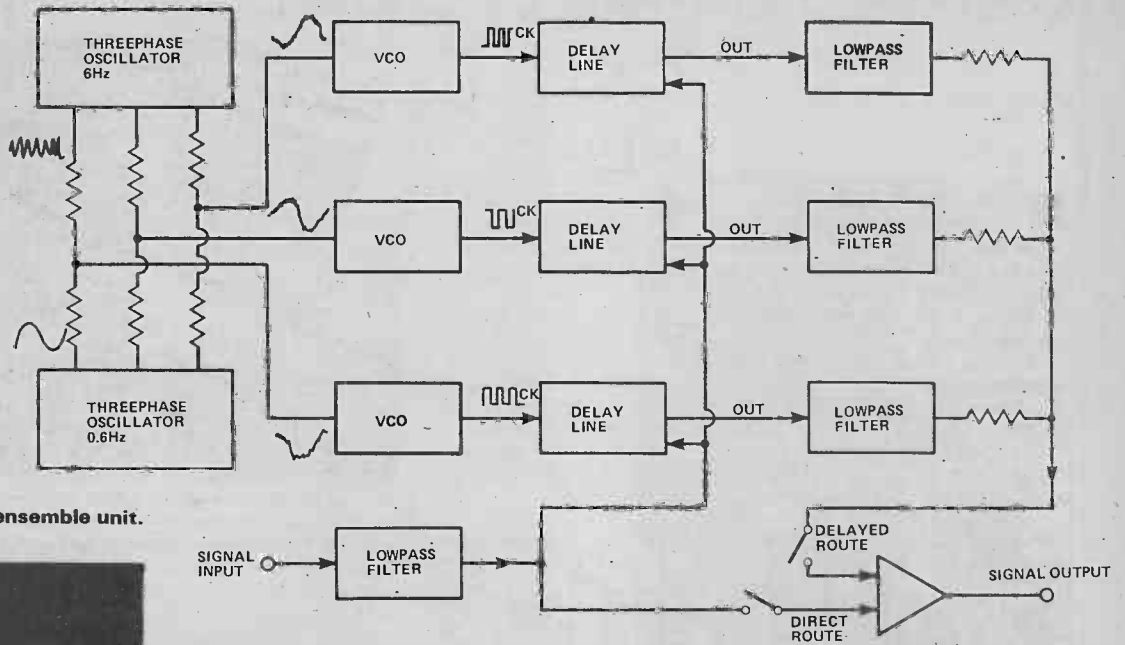 THREEPHASE
OSCILLATOR
6Hz
VCO
CK
DELAY
LINE
OUT
LOWPASS
FILTER
VCO
CK
DELAY
LINE
OUT
LOWPASS
FILTER
THREEPHASE
OSCILLATOR
0.6Hz
VCO
CK
DELAY
LINE
OUT
LOWPASS
FILTER
ensemble unit.
SIGNAL
INPUT
LOWPASS
FILTER
DELAYED
ROUTE
DIRECT
ROUTE
SIGNAL OUTPUT